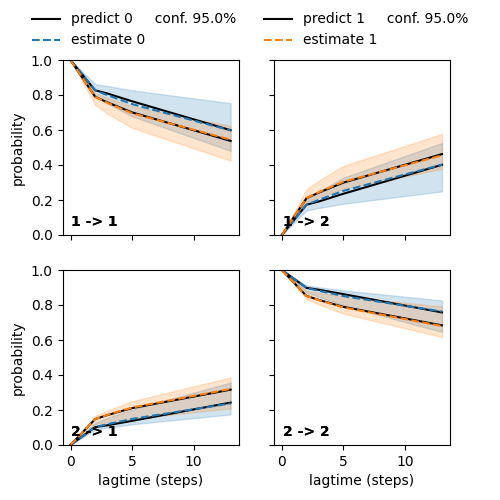 predict 0 conf. 95.0% predict 1 conf. 95.0%
estimate 0 estimate 1
1.0
0.8
0.6
0.4
0.2
0.0
probability
1 -> 1
1 -> 2
1.0
0.8
0.6
0.4
0.2
0.0
probability
2 -> 1
2 -> 2
0 5 10 0 5 10
lagtime (steps) lagtime (steps)